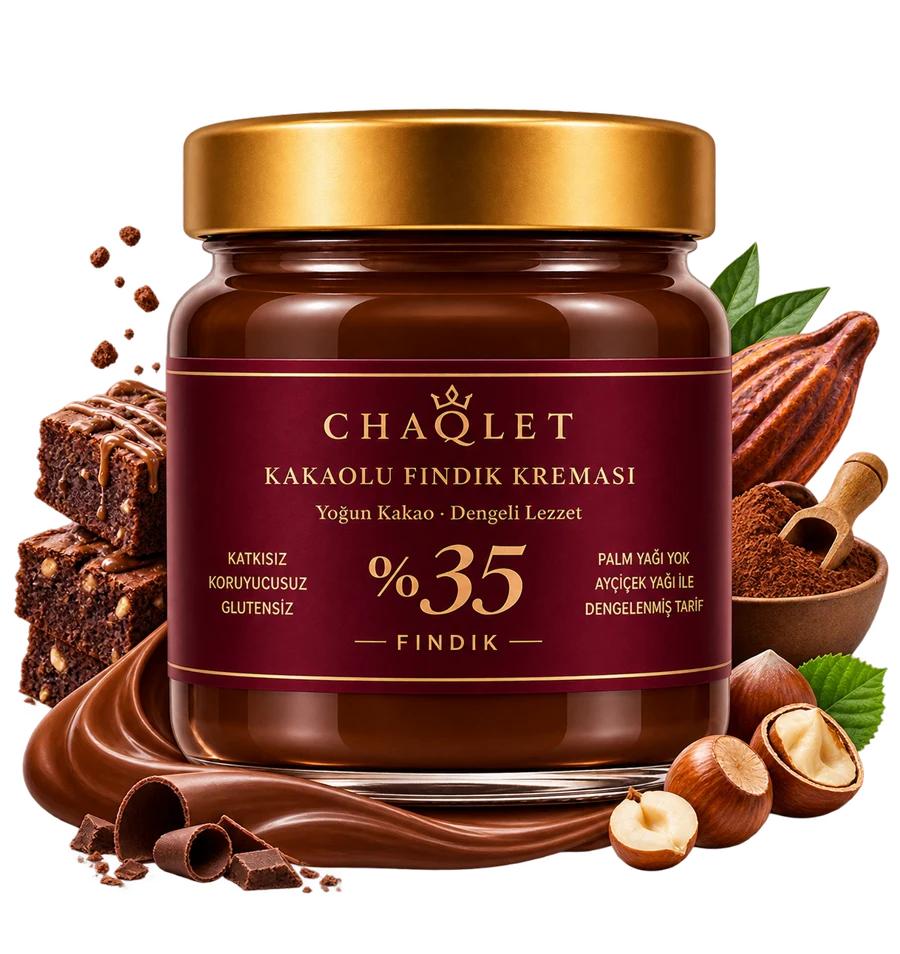 CHAQLET
KAKAOLU FINDIK KREMASI
Yoğun Kakao · Dengeli Lezzet
KATKISIZ
KORUYUCUSUZ
GLUTENSİZ
%35
FINDIK
PALM YAĞI YOK
AYÇİÇEK YAĞI İLE
DENGELENMİŞ TARİF